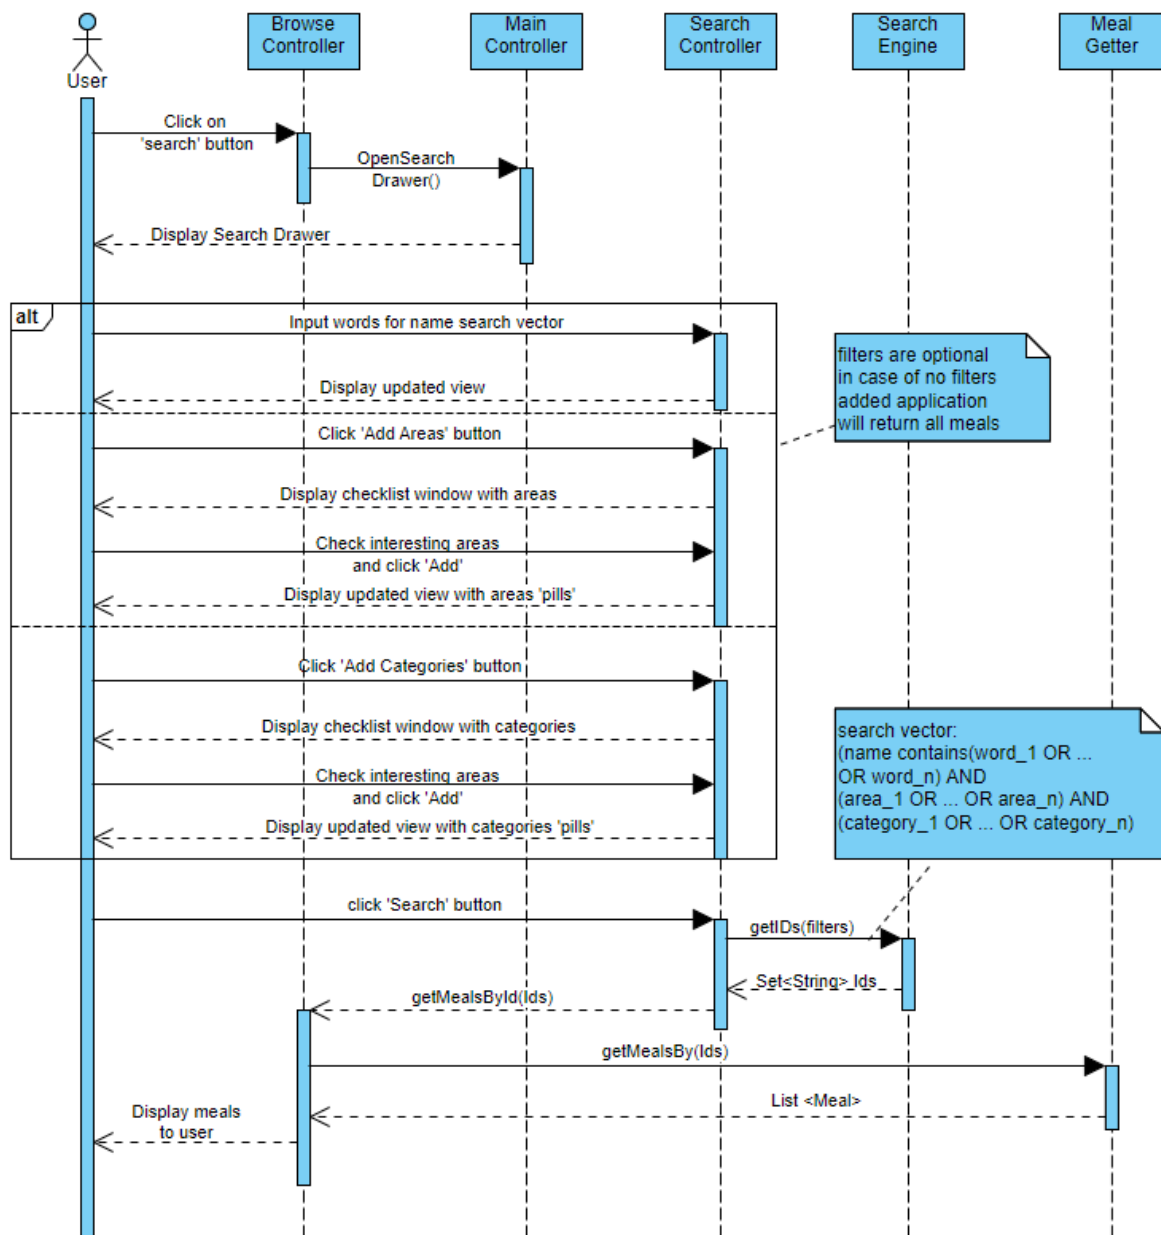 Browse
Controller
Main
Controller
Search
Controller
Search
Engine
Meal
Getter
User
Click on
'search' button
OpenSearch
Drawer()
Display Search Drawer
alt
Input words for name search vector
Display updated view
filters are optional
in case of no filters
added application
will return all meals
Click 'Add Areas' button
Display checklist window with areas
Check interesting areas
and click 'Add'
Display updated view with areas 'pills'
Click 'Add Categories' button
Display checklist window with categories
Check interesting areas
and click 'Add'
Display updated view with categories 'pills'
search vector:
(name contains(word_1 OR ...
OR word_n) AND
(area_1 OR ... OR area_n) AND
(category_1 OR ... OR category_n)
click 'Search' button
getIDs(filters)
Set<String> Ids
getMealsById(Ids)
getMealsBy(Ids)
List <Meal>
Display meals
to user